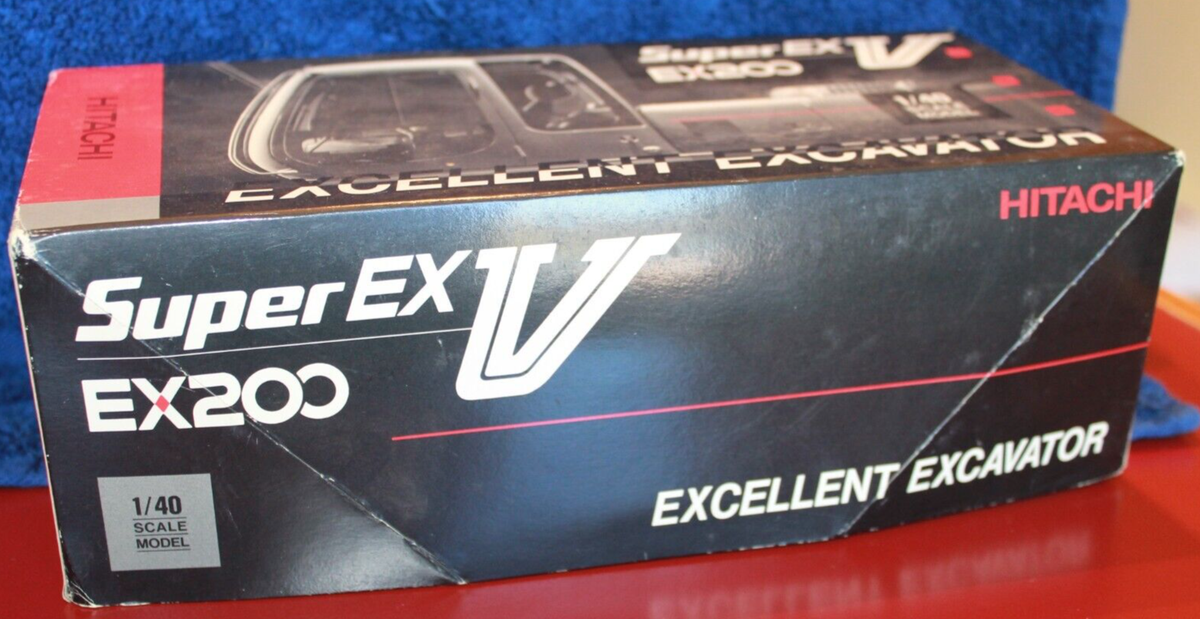 HITACHI
Super EX V
EX200
1/40
SCALE
MODEL
EXCELLENT EXCAVATOR
HITACHI
Super EX V
EX200
1/40
SCALE
MODEL
EXCELLENT EXCAVATOR